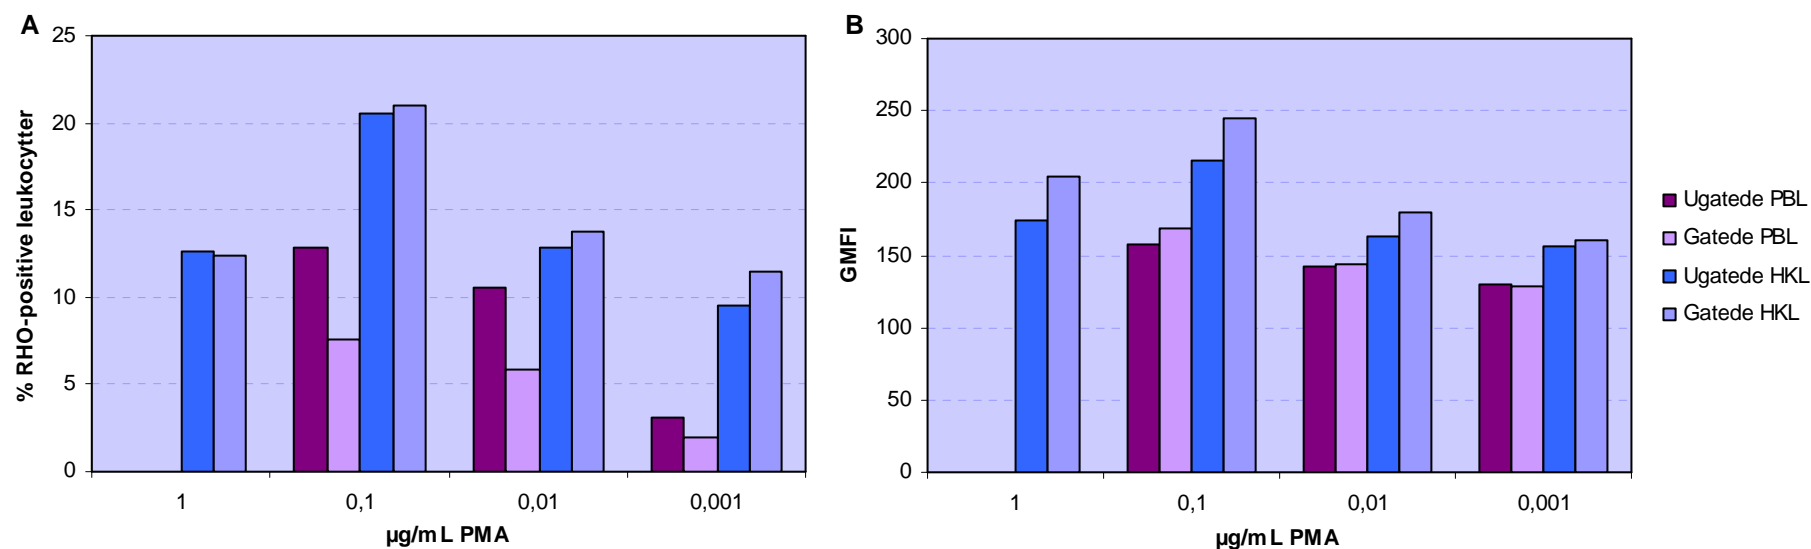 A
% RHO-positive leukocytter
25
20
15
10
5
0
1 0,1 0,01 0,001
µg/mL PMA
B
GMFI
300
250
200
150
100
50
0
1 0,1 0,01 0,001
µg/mL PMA
Ugatede PBL
Gatede PBL
Ugatede HKL
Gatede HKL